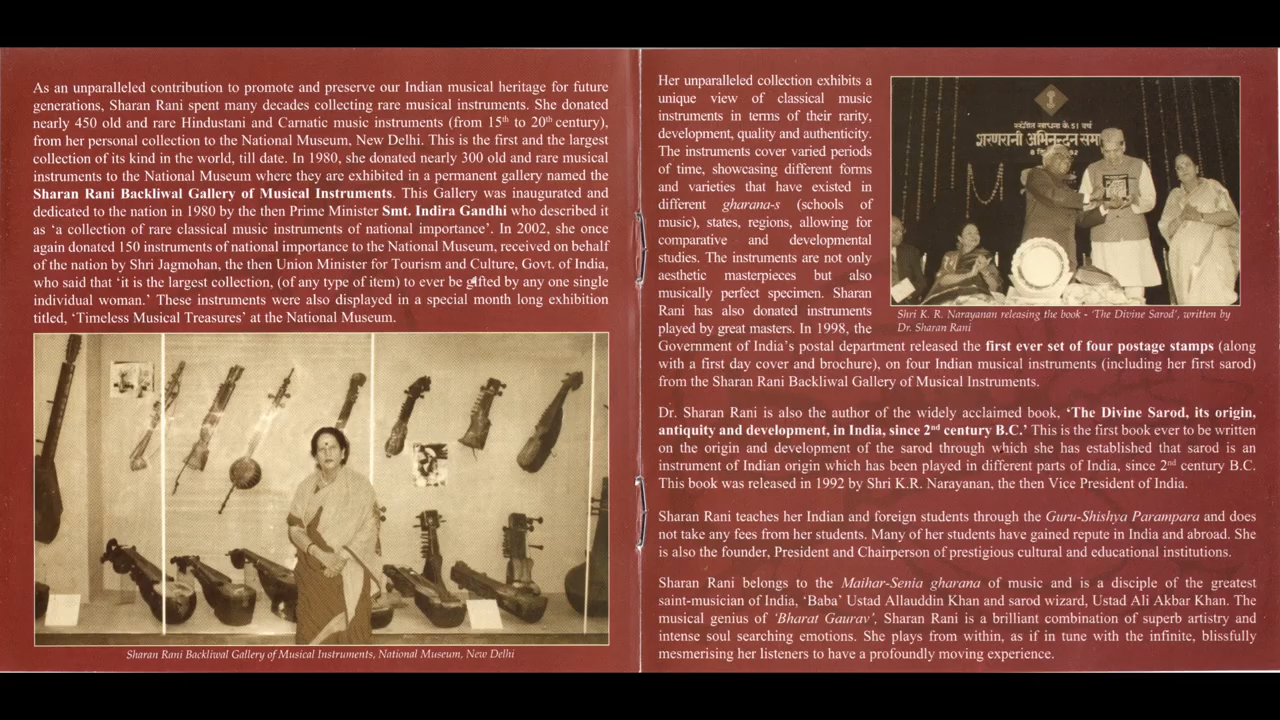 As an unparalleled contribution to promote and preserve our Indian musical heritage for future
generations, Sharan Rani spent many decades collecting rare musical instruments. She donated
nearly 450 old and rare Hindustani and Carnatic music instruments (from 15th to 20th century),
from her personal collection to the National Museum, New Delhi. This is the first and the largest
collection of its kind in the world, till date. In 1980, she donated nearly 300 old and rare musical
instruments to the National Museum where they are exhibited in a permanent gallery named the
Sharan Rani Backliwal Gallery of Musical Instruments. This Gallery was inaugurated and
dedicated to the nation in 1980 by the then Prime Minister Smt. Indira Gandhi who described it
as ‘a collection of rare classical music instruments of national importance’. In 2002, she once
again donated 150 instruments of national importance to the National Museum, received on behalf
of the nation by Shri Jagmohan, the then Union Minister for Tourism and Culture, Govt. of India,
who said that ‘it is the largest collection, (of any type of item) to ever be gifted by any one single
individual woman.’ These instruments were also displayed in a special month long exhibition
titled, ‘Timeless Musical Treasures’ at the National Museum.
Sharan Rani Backliwal Gallery of Musical Instruments, National Museum, New Delhi
Her unparalleled collection exhibits a
unique view of classical music
instruments in terms of their rarity,
development, quality and authenticity.
The instruments cover varied periods
of time, showcasing different forms
and varieties that have existed in
different gharana-s (schools of
music), states, regions, allowing for
comparative and developmental
studies. The instruments are not only
aesthetic masterpieces but also
musically perfect specimen. Sharan
Rani has also donated instruments
played by great masters. In 1998, the
Government of India’s postal department released the first ever set of four postage stamps (along
with a first day cover and brochure), on four Indian musical instruments (including her first sarod)
from the Sharan Rani Backliwal Gallery of Musical Instruments.
साधना के 51 वर्ष
शरणरानी अभिनन्दन सम
Shri K. R. Narayanan releasing the book - ‘The Divine Sarod’, written by
Dr. Sharan Rani
Dr. Sharan Rani is also the author of the widely acclaimed book, ‘The Divine Sarod, its origin,
antiquity and development, in India, since 2nd century B.C.’ This is the first book ever to be written
on the origin and development of the sarod through which she has established that sarod is an
instrument of Indian origin which has been played in different parts of India, since 2nd century B.C.
This book was released in 1992 by Shri K.R. Narayanan, the then Vice President of India.
Sharan Rani teaches her Indian and foreign students through the Guru-Shishya Parampara and does
not take any fees from her students. Many of her students have gained repute in India and abroad. She
is also the founder, President and Chairperson of prestigious cultural and educational institutions.
Sharan Rani belongs to the Maihar-Senia gharana of music and is a disciple of the greatest
saint-musician of India, ‘Baba’ Ustad Allauddin Khan and sarod wizard, Ustad Ali Akbar Khan. The
musical genius of ‘Bharat Gaurav’, Sharan Rani is a brilliant combination of superb artistry and
intense soul searching emotions. She plays from within, as if in tune with the infinite, blissfully
mesmerising her listeners to have a profoundly moving experience.